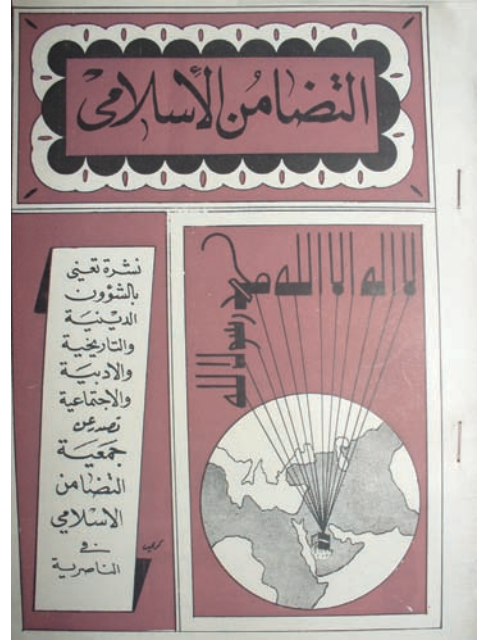 التضامن الأسلامي
لا اله الا الله محمد رسول الله
نشرة تعنى
بالشؤون
الدينية
والتاريخية
والادبية
والاجتماعية
تصدر عن
جمعية
التضامن
الاسلامي
في
الناصرية